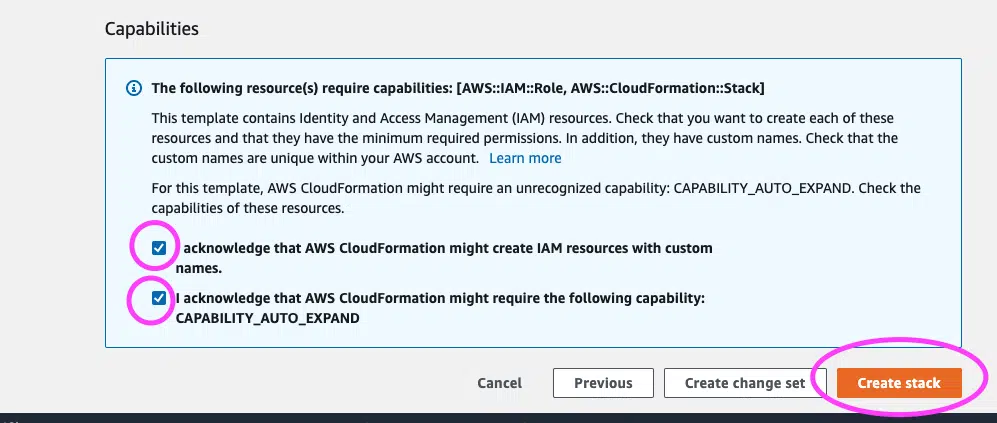 Capabilities
The following resource(s) require capabilities: [AWS::IAM::Role, AWS::CloudFormation::Stack]
This template contains Identity and Access Management (IAM) resources. Check that you want to create each of these
resources and that they have the minimum required permissions. In addition, they have custom names. Check that the
custom names are unique within your AWS account. Learn more
For this template, AWS CloudFormation might require an unrecognized capability: CAPABILITY_AUTO_EXPAND. Check the
capabilities of these resources.
acknowledge that AWS CloudFormation might create IAM resources with custom
names.
I acknowledge that AWS CloudFormation might require the following capability:
CAPABILITY_AUTO_EXPAND
Cancel Previous Create change set Create stack